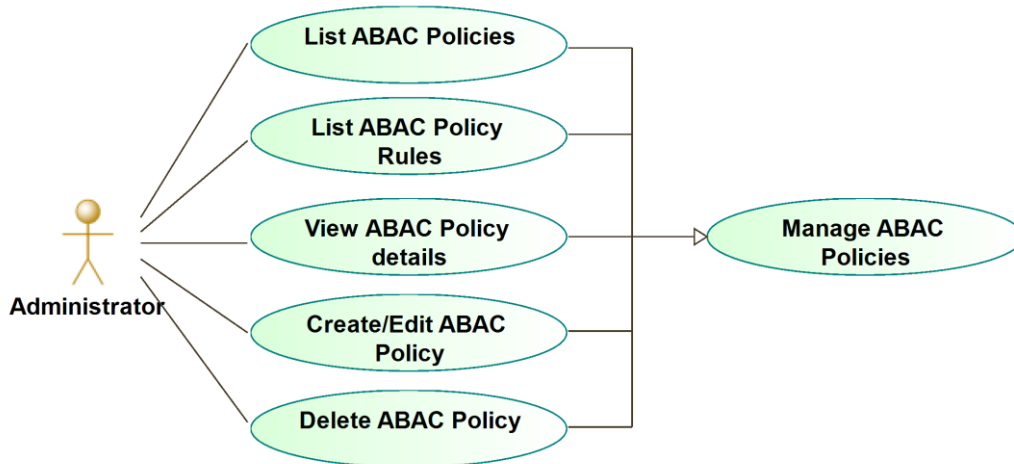 List ABAC Policies
List ABAC Policy
Rules
View ABAC Policy
details
Manage ABAC
Policies
Administrator
Create/Edit ABAC
Policy
Delete ABAC Policy